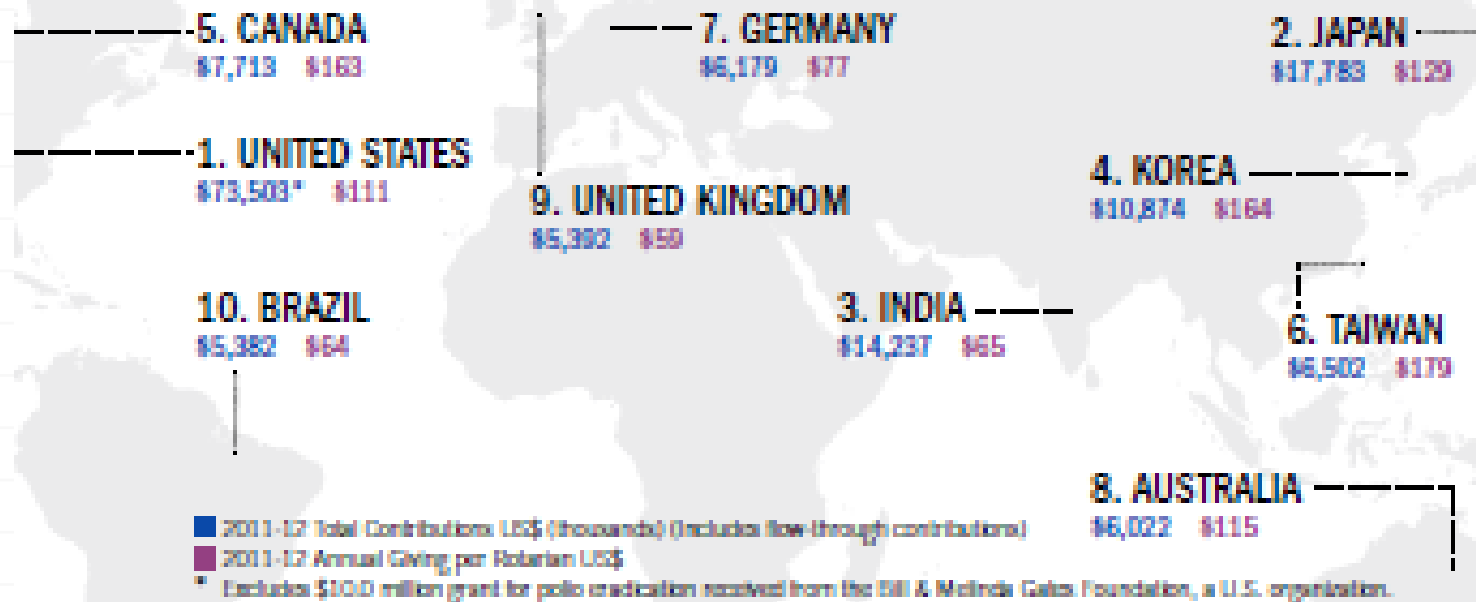 5. CANADA
$7,713 $163
7. GERMANY
$6,179 $77
2. JAPAN
$17,783 $129
1. UNITED STATES
$73,503* $111
9. UNITED KINGDOM
$5,392 $59
4. KOREA
$10,874 $164
10. BRAZIL
$5,382 $64
3. INDIA
$14,237 $65
6. TAIWAN
$6,502 $179
8. AUSTRALIA
$6,022 $115
2011-12 Total Contributions US$ (thousands) (Includes flow-through contributions)
2011-12 Annual Giving per Rotarian US$
* Excludes million grant for polio eradication received from the Bill & Melinda Gates Foundation, a U.S. organization.